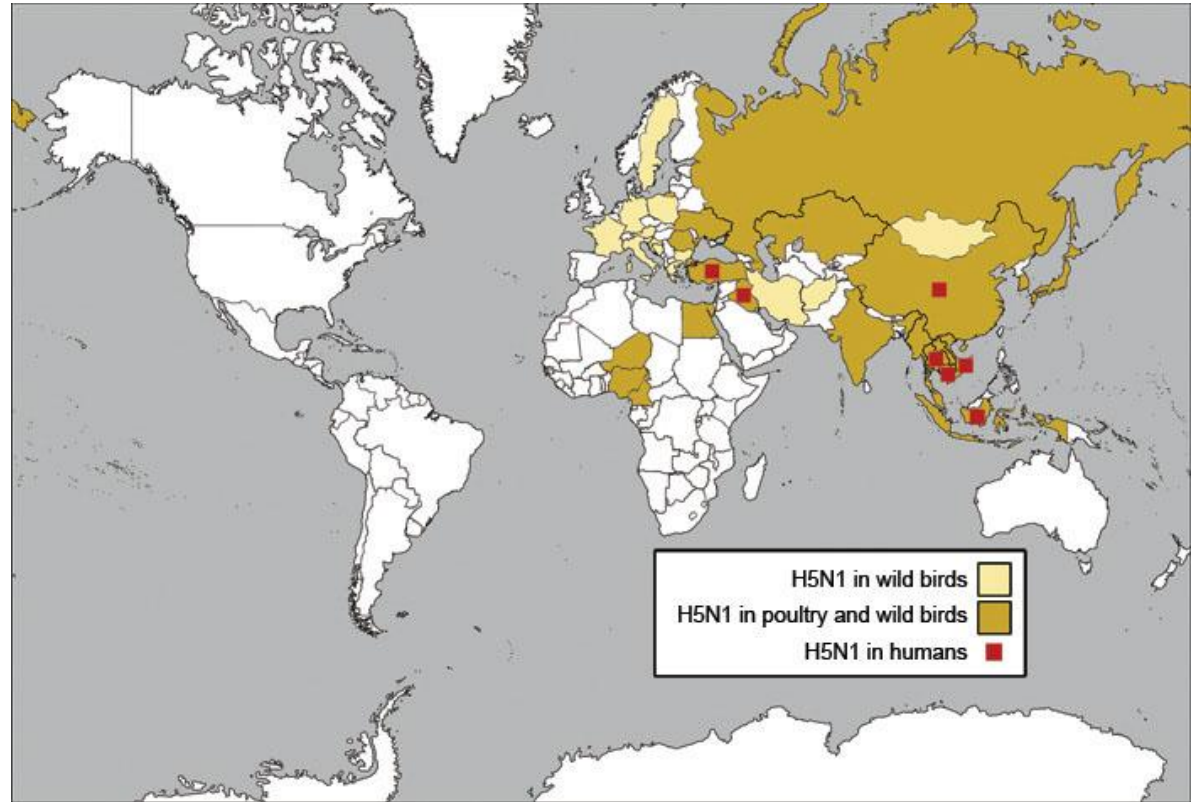 H5N1 in wild birds
H5N1 in poultry and wild birds
H5N1 in humans